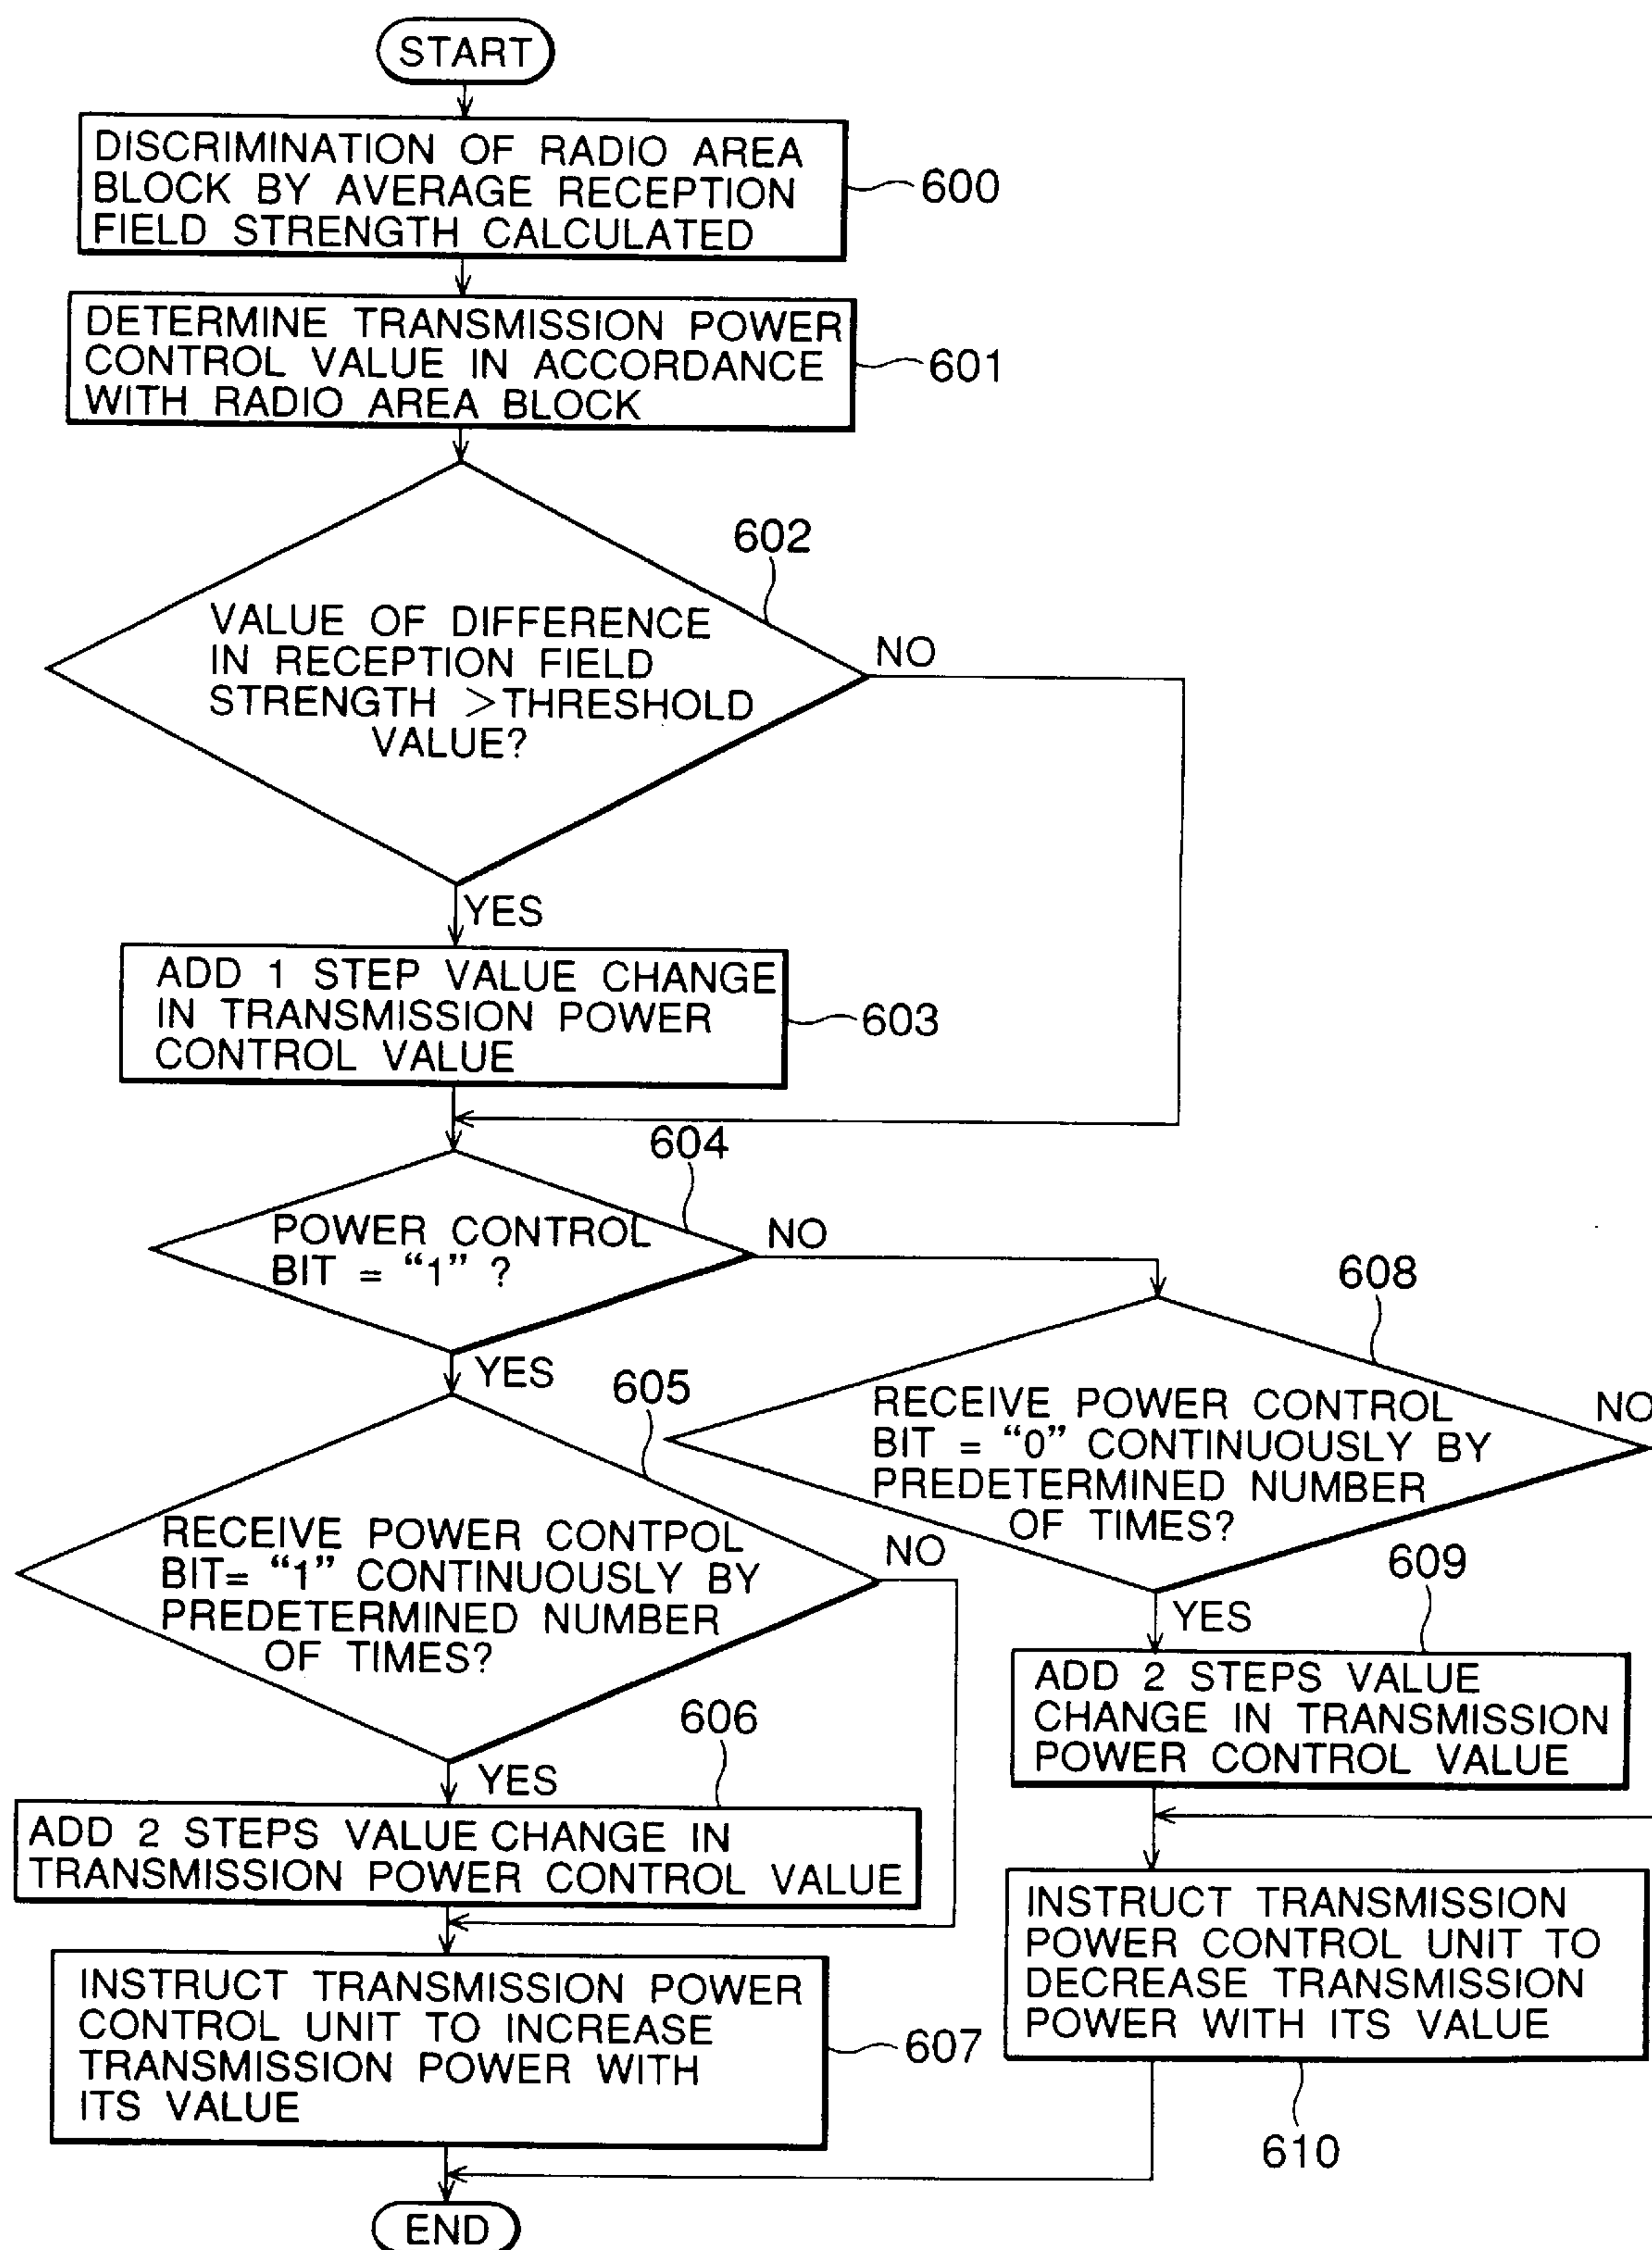 START
DISCRIMINATION OF RADIO AREA
BLOCK BY AVERAGE RECEPTION
FIELD STRENGTH CALCULATED
600
DETERMINE TRANSMISSION POWER
CONTROL VALUE IN ACCORDANCE
WITH RADIO AREA BLOCK
601
602
VALUE OF DIFFERENCE
IN RECEPTION FIELD
STRENGTH >THRESHOLD
VALUE?
NO
YES
ADD 1 STEP VALUE CHANGE
IN TRANSMISSION POWER
CONTROL VALUE
603
604
POWER CONTROL
BIT = “1” ?
NO
YES
605
RECEIVE POWER CONTPOL
BIT= “1” CONTINUOUSLY BY
PREDETERMINED NUMBER
OF TIMES?
NO
YES
606
ADD 2 STEPS VALUE CHANGE IN
TRANSMISSION POWER CONTROL VALUE
INSTRUCT TRANSMISSION POWER
CONTROL UNIT TO INCREASE
TRANSMISSION POWER WITH
ITS VALUE
607
608
RECEIVE POWER CONTROL
BIT = “0” CONTINUOUSLY BY
PREDETERMINED NUMBER
OF TIMES?
NO
YES
609
ADD 2 STEPS VALUE
CHANGE IN TRANSMISSION
POWER CONTROL VALUE
INSTRUCT TRANSMISSION
POWER CONTROL UNIT TO
DECREASE TRANSMISSION
POWER WITH ITS VALUE
610
END